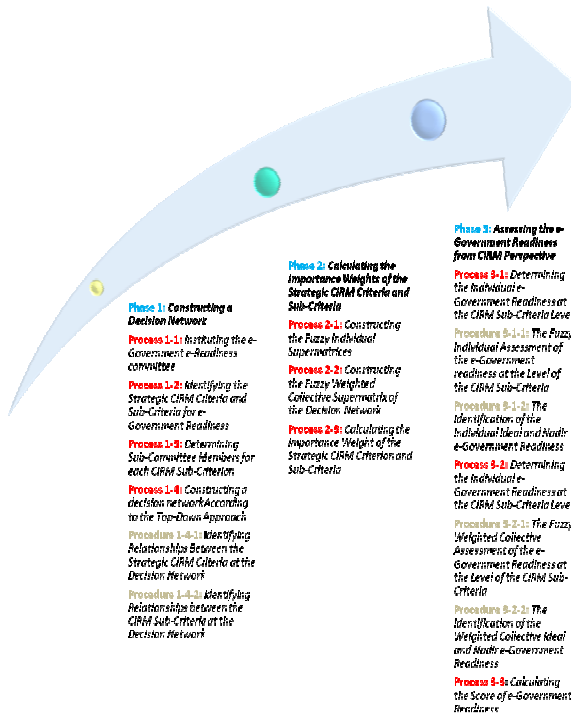 Phase 1: Constructing a
Decision Network
Process 1-1: Instituting the e-
Government e-Readiness
committee
Process 1-2: Identifying the
Strategic CIRM Criteria and
Sub-Criteria for e-
Government Readiness
Process 1-3: Determining
Sub-Committee Members for
each CIRM Sub-Criterion
Process 1-4: Constructing a
decision network According
to the Top-Down Approach
Procedure 1-4-1: Identifying
Relationships Between the
Strategic CIRM Criteria at the
Decision Network
Procedure 1-4-2: Identifying
Relationships between the
CIRM Sub-Criteria at the
Decision Network
Phase 2: Calculating the
Importance Weights of the
Strategic CIRM Criteria and
Sub-Criteria
Process 2-1: Constructing
the Fuzzy Individual
Supermatrices
Process 2-2: Constructing
the Fuzzy Weighted
Collective Supermatrix of
the Decision Network
Process 2-3: Calculating the
Importance Weight of the
Strategic CIRM Criterion and
Sub-Criteria
Phase 3: Assessing the e-
Government Readiness
from CIRM Perspective
Process 3-1: Determining
the Individual e-
Government Readiness at
the CIRM Sub-Criteria Leve
Procedure 3-1-1: The Fuzzy
Individual Assessment of
the e-Government
readiness at the Level of
the CIRM Sub-Criteria
Procedure 3-1-2: The
Identification of the
Individual Ideal and Nadir
e-Government Readiness
Process 3-2: Determining
the Individual e-
Government Readiness at
the CIRM Sub-Criteria Leve
Procedure 3-2-1: The Fuzzy
Weighted Collective
Assessment of the e-
Government Readiness at
the Level of the CIRM Sub-
Criteria
Procedure 3-2-2: The
Identification of the
Weighted Collective Ideal
and Nadir e-Government
Readiness
Process 3-3: Calculating
the Score of e-Government
Readiness